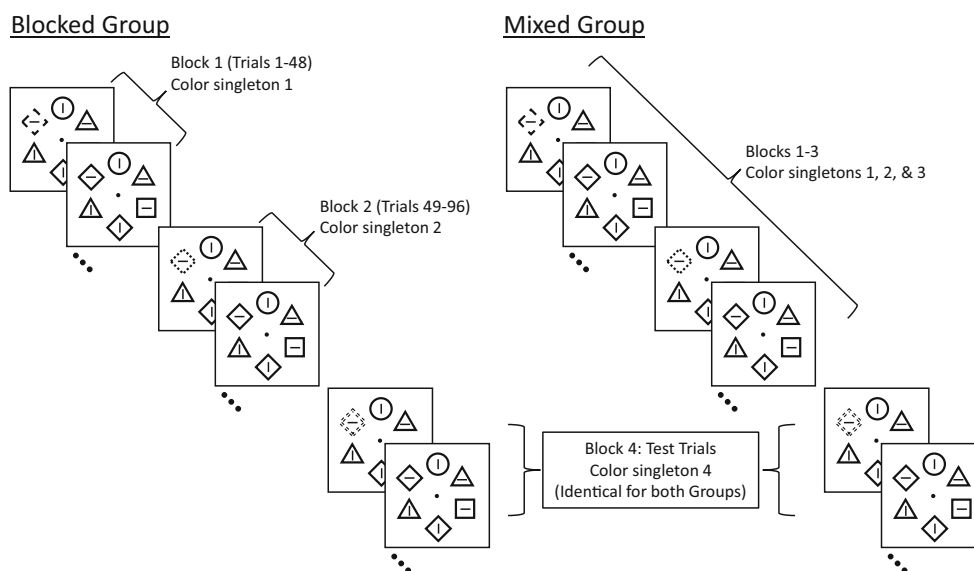 Blocked Group
Block 1 (Trials 1-48)
Color singleton 1
Block 2 (Trials 49-96)
Color singleton 2
Mixed Group
Blocks 1-3
Color singletons 1, 2, & 3
Block 4: Test Trials
Color singleton 4
(Identical for both Groups)